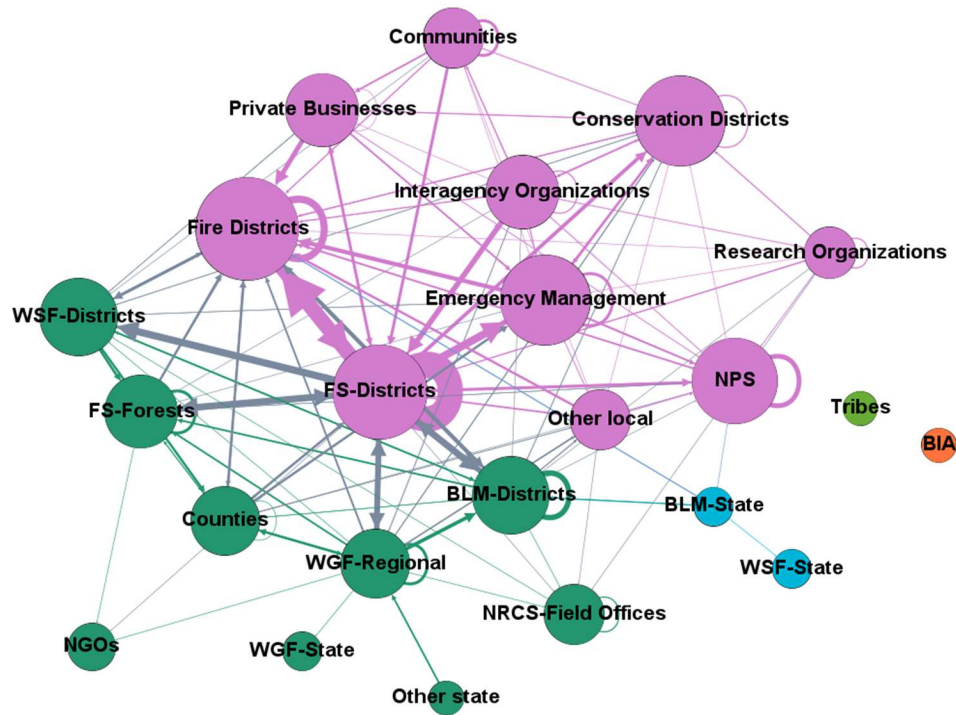 Communities
Private Businesses
Conservation Districts
Interagency Organizations
Fire Districts
Research Organizations
Emergency Management
WSF-Districts
FS-Districts
NPS
FS-Forests
Other local
Tribes
BIA
BLM-Districts
BLM-State
Counties
WGF-Regional
WSF-State
NRCS-Field Offices
NGOs
WGF-State
Other state